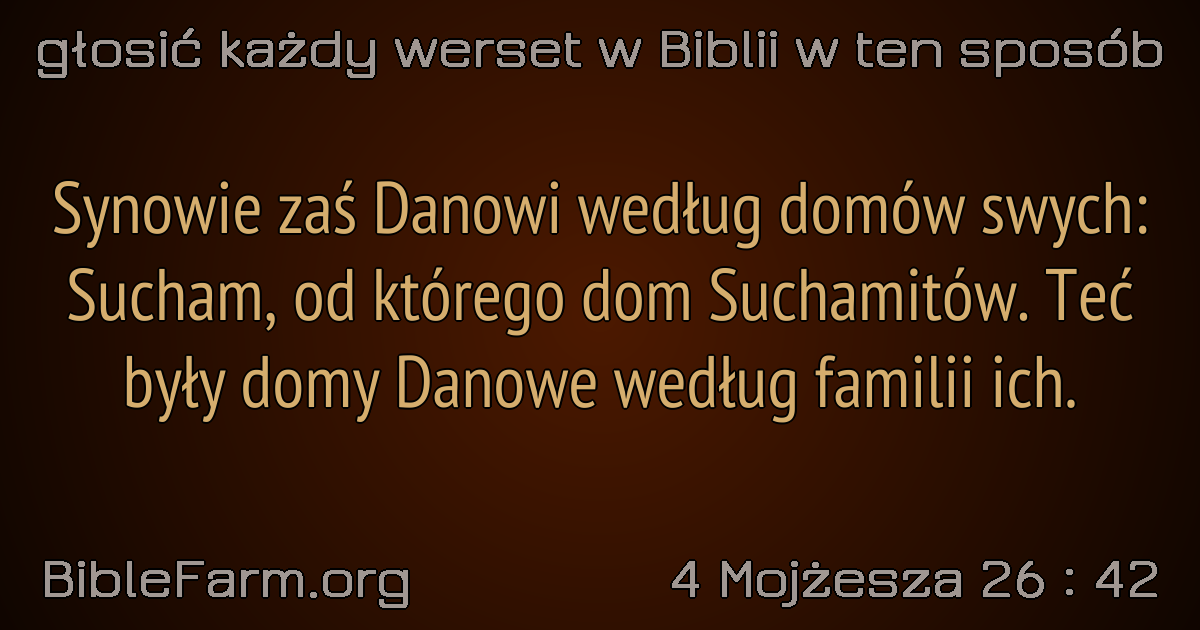 głosić każdy werset w Biblii w ten sposób
Synowie zaś Danowi według domów swych:
Sucham, od którego dom Suchamitów. Teć
były domy Danowe według familii ich.
BibleFarm.org
4 Mojżesza 26 : 42